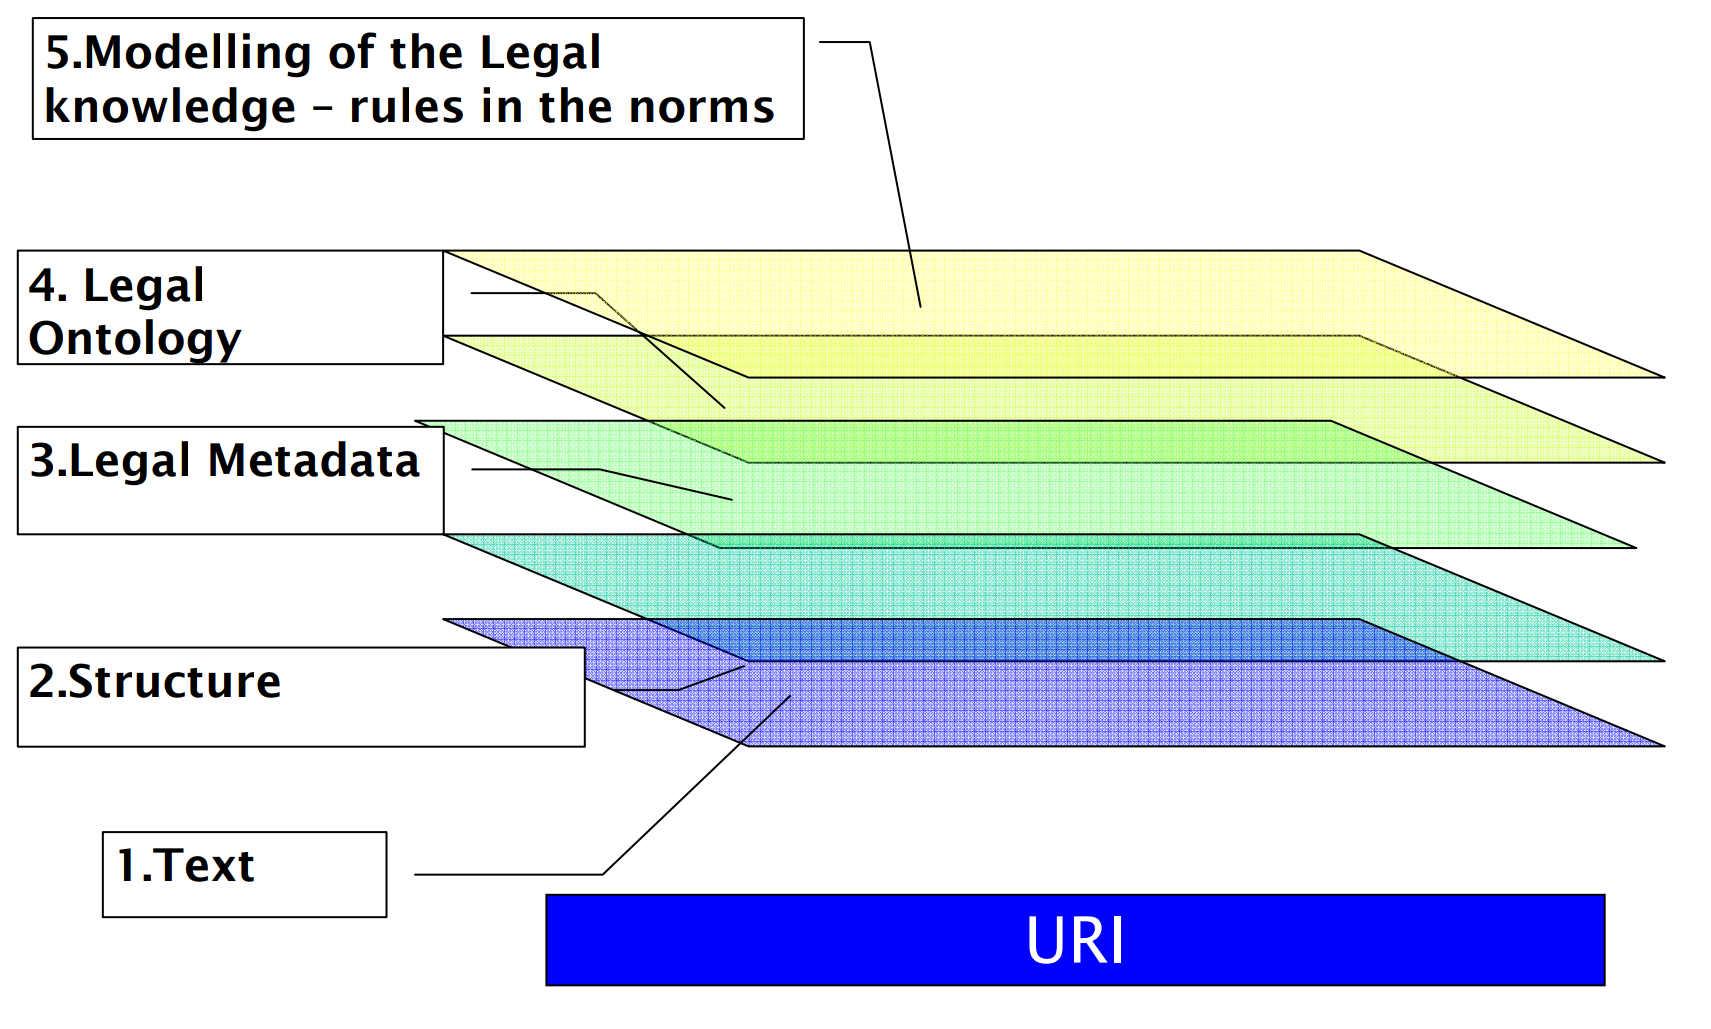 5.Modelling of the Legal
knowledge – rules in the norms
4. Legal
Ontology
3.Legal Metadata
2.Structure
1.Text
URI